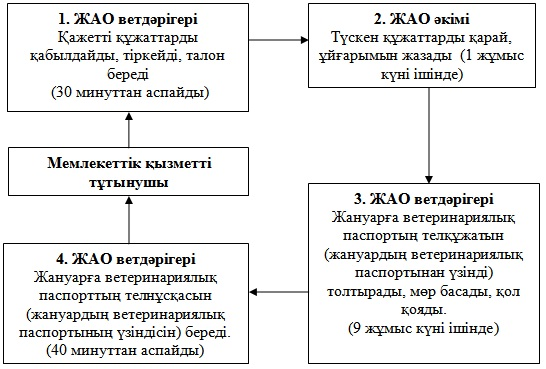 1. ЖАО ветдәрігері
Қажетті құжаттарды
қабылдайды, тіркейді, талон
береді
(30 минуттан аспайды)
2. ЖАО әкімі
Түскен құжаттарды қарай,
ұйғарымын жазады (1 жұмыс
күні ішінде)
Мемлекеттік қызметті
тұтынушы
3. ЖАО ветдәрігері
Жануарға ветеринариялық
паспортың телқұжатын
(жануардың ветеринариялық
паспортынан үзінді)
толтырады, мөр басады, қол
қояды.
(9 жұмыс күні ішінде)
4. ЖАО ветдәрігері
Жануарға ветеринариялық
паспорттың телнұсқасын
(жануардың ветеринариялық
паспортының үзіндісін) береді.
(40 минуттан аспайды)